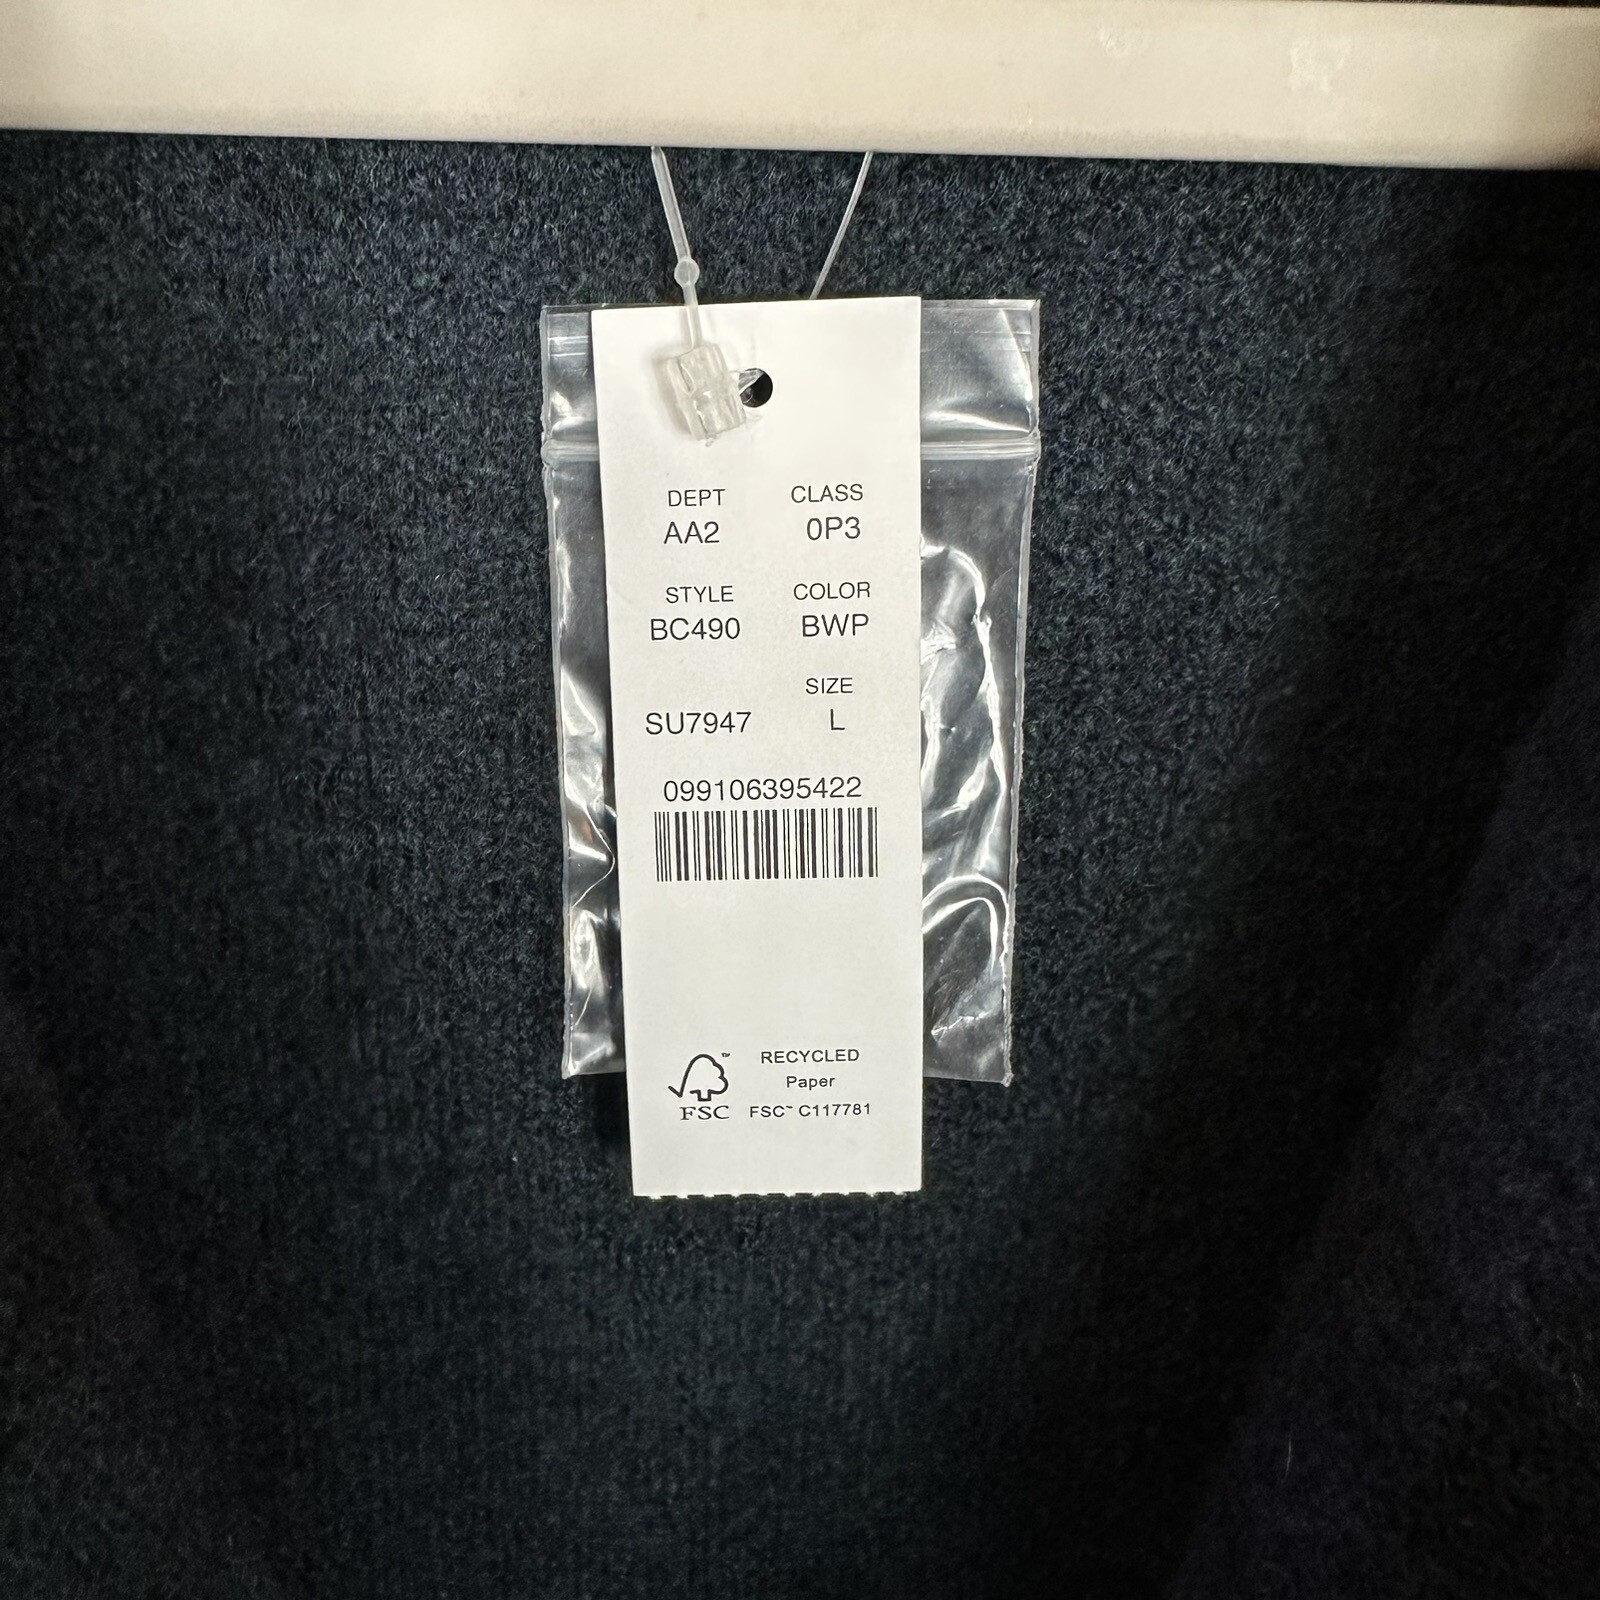 DEPT CLASS
AA2 0P3
STYLE COLOR
BC490 BWP
SIZE
SU7947 L
099106395422
RECYCLED
Paper
FSC FSC™ C117781